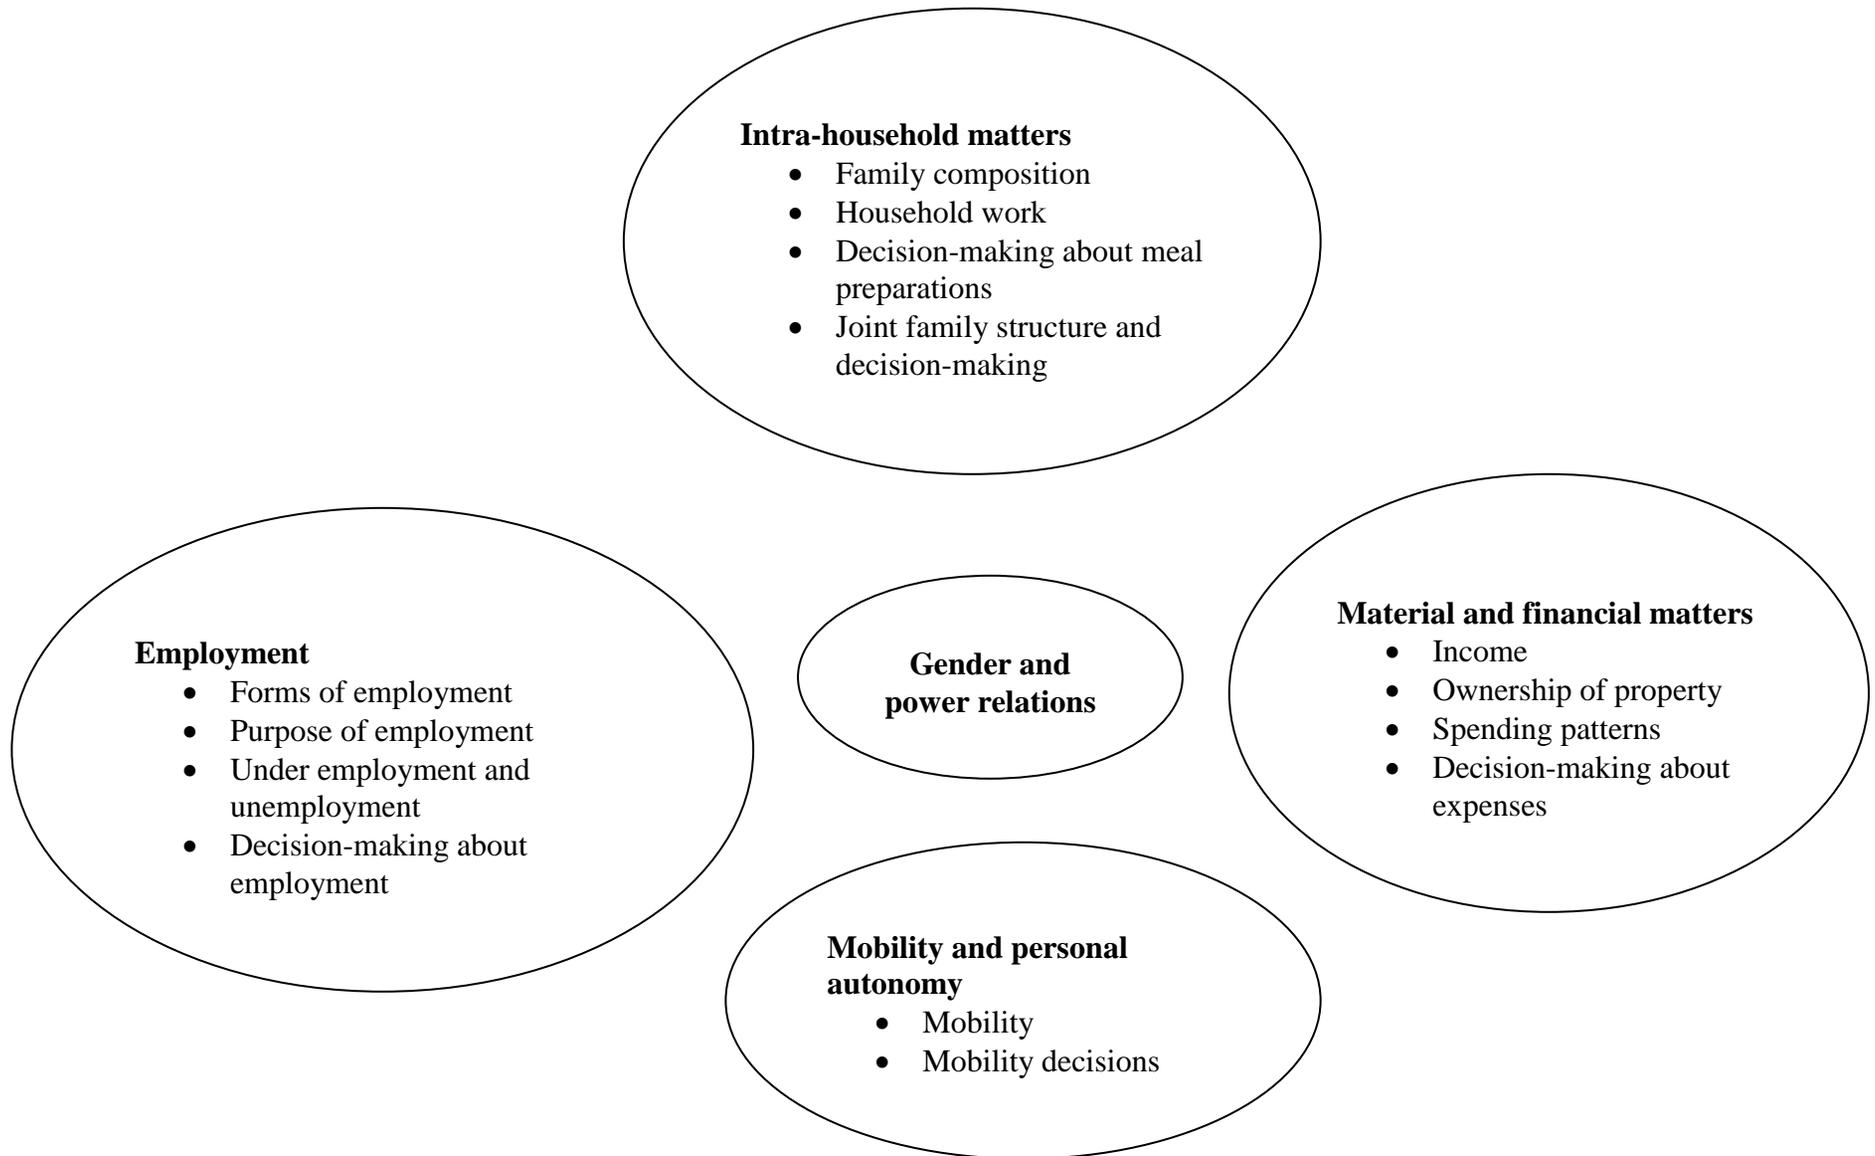 Intra-household matters
• Family composition
• Household work
• Decision-making about meal
preparations
• Joint family structure and
decision-making
Employment
• Forms of employment
• Purpose of employment
• Under employment and
unemployment
• Decision-making about
employment
Gender and
power relations
Material and financial matters
• Income
• Ownership of property
• Spending patterns
• Decision-making about
expenses
Mobility and personal
autonomy
• Mobility
• Mobility decisions